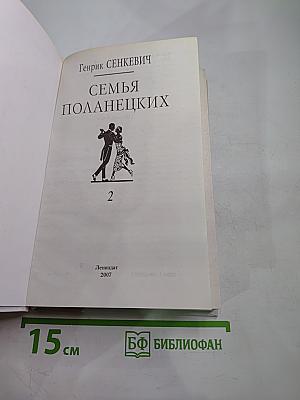 Генрик СЕНКЕВИЧ
СЕМЬЯ
ПОЛАНЕЦКИХ
2
Лениздат
2007
15 см
БФ БИБЛИОФАН